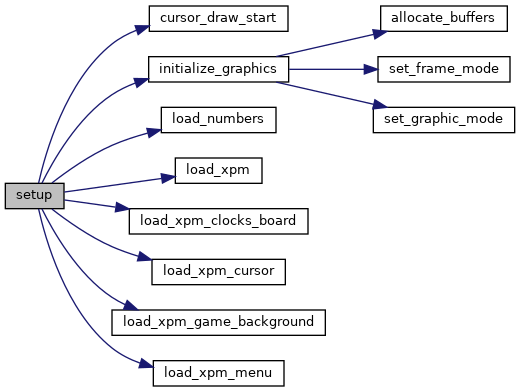 cursor_draw_start
allocate_buffers
initialize_graphics
set_frame_mode
set_graphic_mode
load_numbers
load_xpm
setup
load_xpm_clocks_board
load_xpm_cursor
load_xpm_game_background
load_xpm_menu